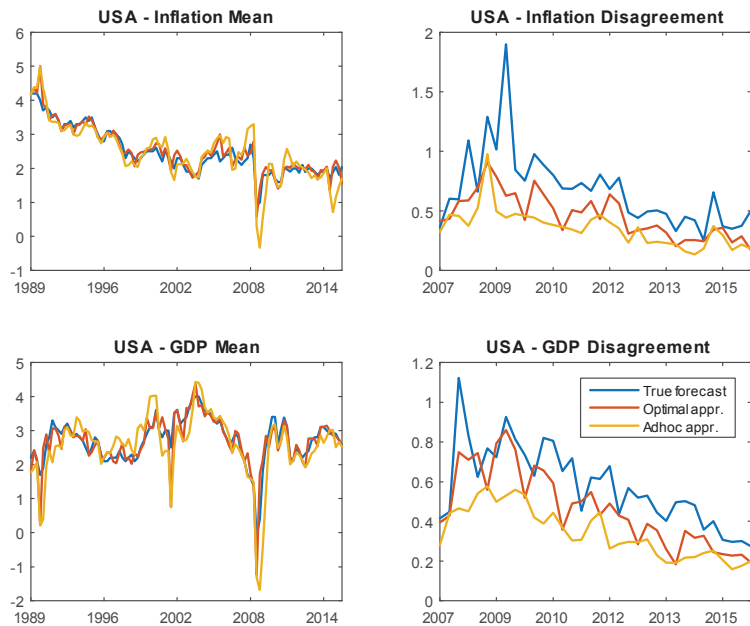 USA - Inflation Mean
6
5
4
3
2
1
0
-1
1989 1996 2002 2008 2014
USA - Inflation Disagreement
2
1.5
1
0.5
0
2007 2009 2010 2012 2013 2015
USA - GDP Mean
5
4
3
2
1
0
-1
-2
1989 1996 2002 2008 2014
USA - GDP Disagreement
1.2
1
0.8
0.6
0.4
0.2
0
2007 2009 2010 2012 2013 2015
True forecast
Optimal appr.
Adhoc appr.